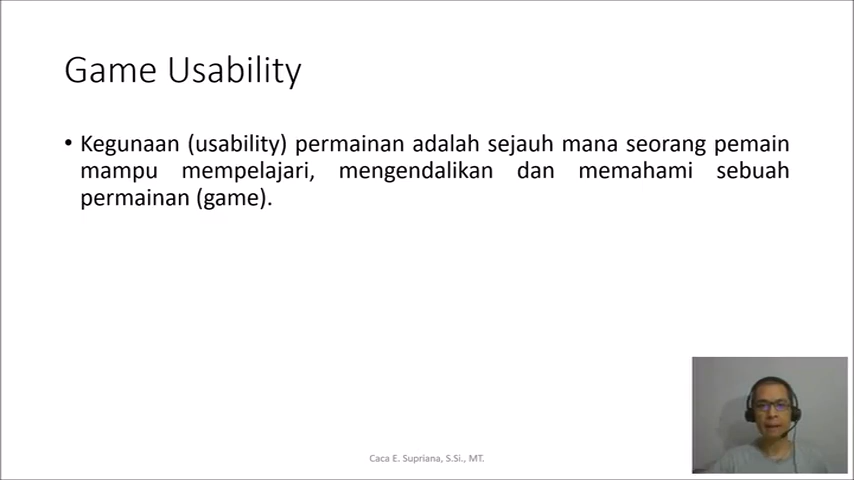 Game Usability
• Kegunaan (usability) permainan adalah sejauh mana seorang pemain
mampu mempelajari, mengendalikan dan memahami sebuah
permainan (game).
Caca E. Supriana, S.Si., MT.